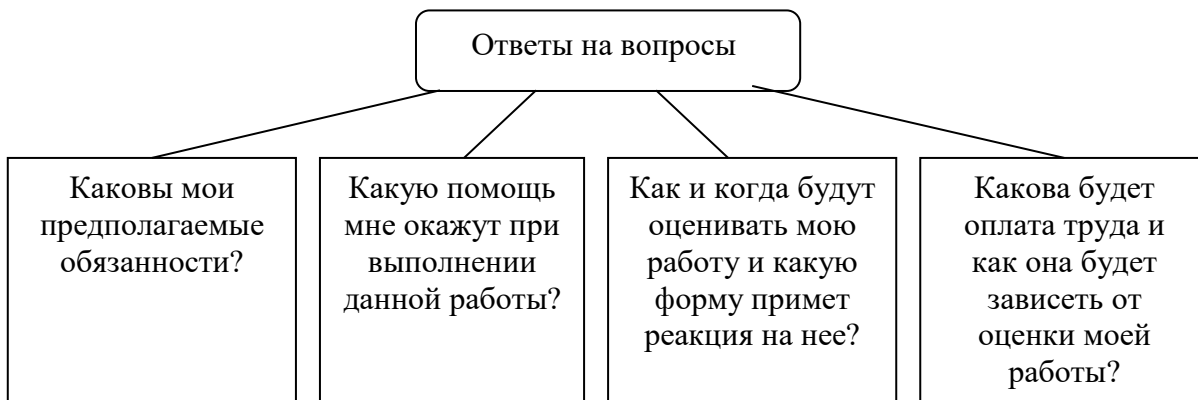 Ответы на вопросы
Каковы мои
предполагаемые
обязанности?
Какую помощь
мне окажут при
выполнении
данной работы?
Как и когда будут
оценивать мою
работу и какую
форму примет
реакция на нее?
Какова будет
оплата труда и
как она будет
зависеть от
оценки моей
работы?